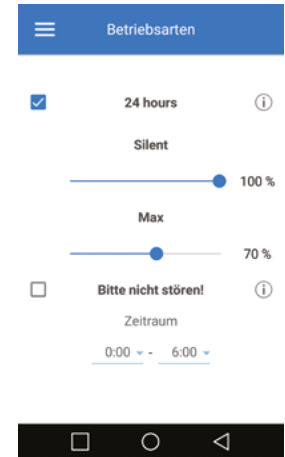 Betriebsarten
24 hours
Silent
100 %
Max
70 %
Bitte nicht stören!
Zeitraum
0:00 - 6:00